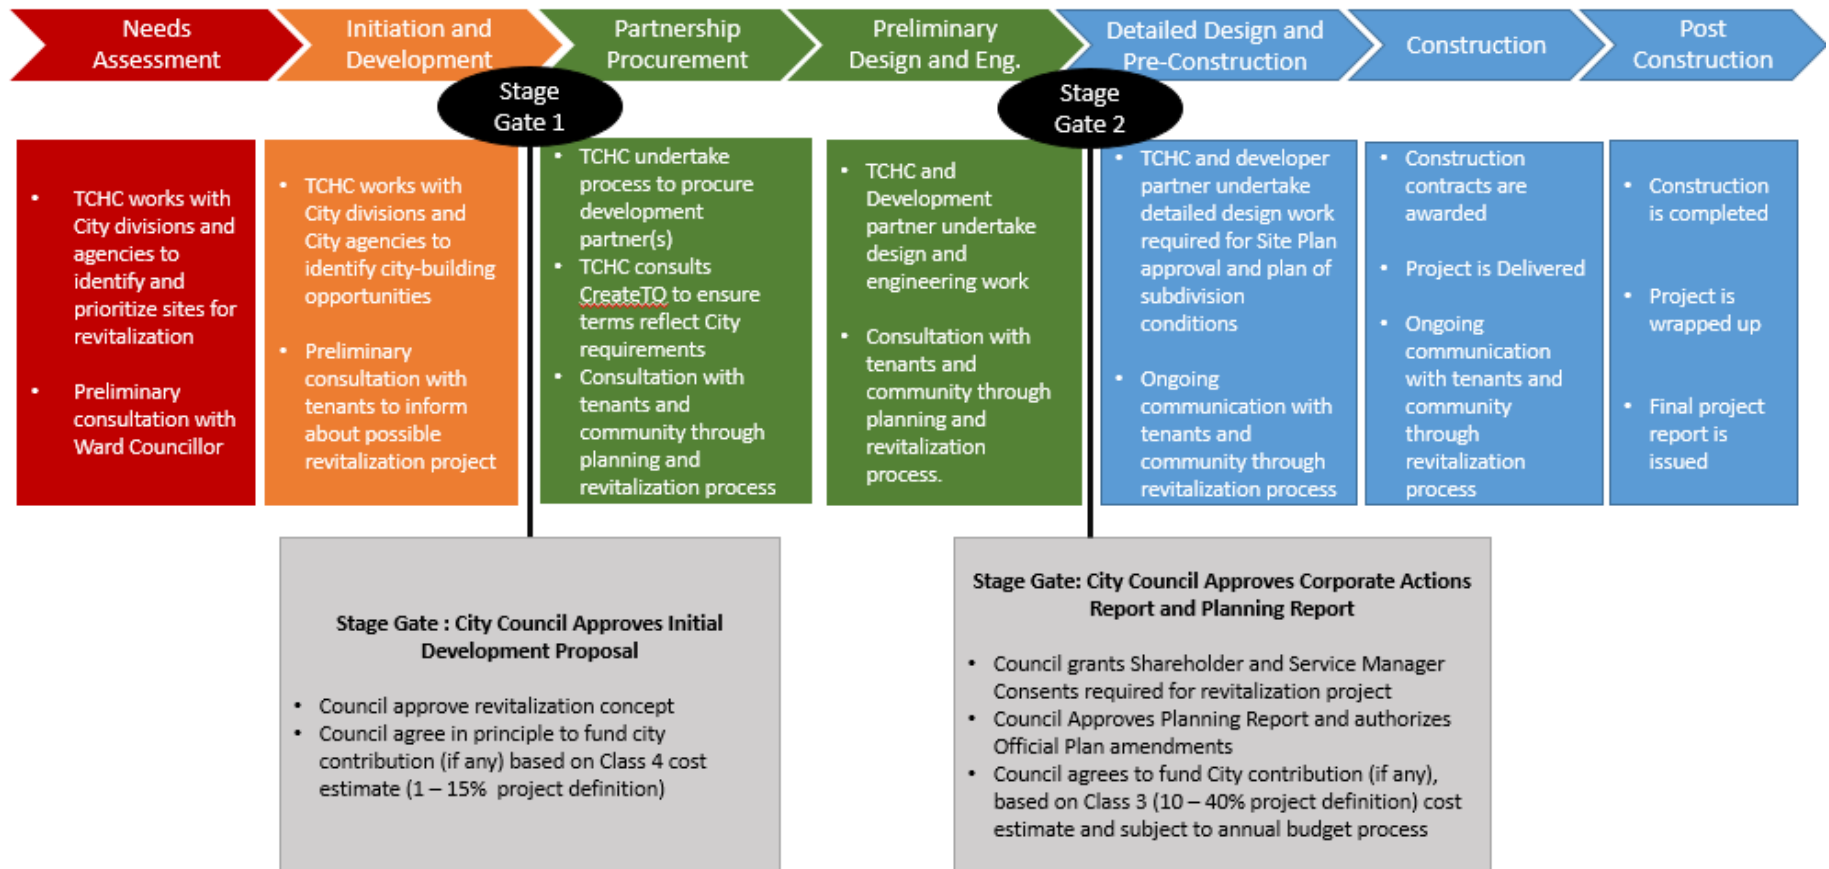 Needs
Assessment
Initiation and
Development
Partnership
Procurement
Preliminary
Design and Eng.
Detailed Design and
Pre-Construction
Construction
Post
Construction
Stage
Gate 1
Stage
Gate 2
• TCHC works with
City divisions and
agencies to
identify and
prioritize sites for
revitalization
• Preliminary
consultation with
Ward Councillor
• TCHC works with
City divisions and
City agencies to
identify city-building
opportunities
• Preliminary
consultation with
tenants to inform
about possible
revitalization project
• TCHC undertake
process to procure
development
partner(s)
• TCHC consults
CreateTO to ensure
terms reflect City
requirements
• Consultation with
tenants and
community through
planning and
revitalization process
• TCHC and
Development
partner undertake
design and
engineering work
• Consultation with
tenants and
community through
planning and
revitalization
process.
• TCHC and developer
partner undertake
detailed design work
required for Site Plan
approval and plan of
subdivision
conditions
• Ongoing
communication with
tenants and
community through
revitalization process
• Construction
contracts are
awarded
• Project is Delivered
• Ongoing
communication
with tenants and
community
through
revitalization
process
• Construction
is completed
• Project is
wrapped up
• Final project
report is
issued
Stage Gate : City Council Approves Initial
Development Proposal
• Council approve revitalization concept
• Council agree in principle to fund city
contribution (if any) based on Class 4 cost
estimate (1 – 15% project definition)
Stage Gate: City Council Approves Corporate Actions
Report and Planning Report
• Council grants Shareholder and Service Manager
Consents required for revitalization project
• Council Approves Planning Report and authorizes
Official Plan amendments
• Council agrees to fund City contribution (if any),
based on Class 3 (10 – 40% project definition) cost
estimate and subject to annual budget process